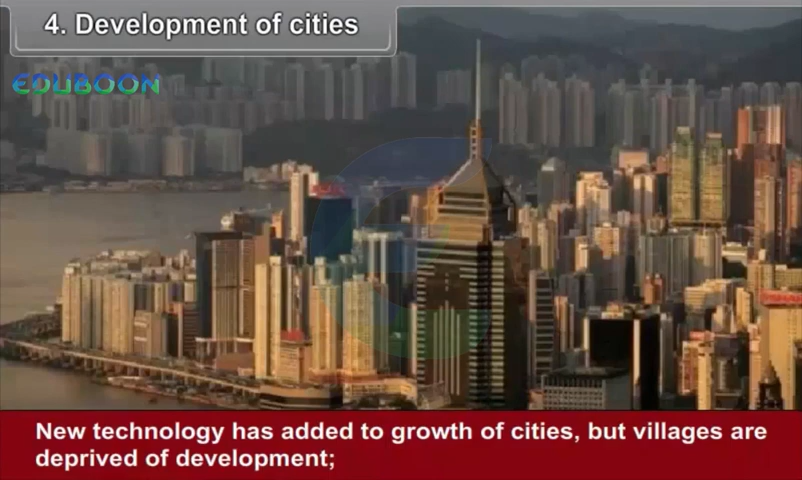 4. Development of cities
EDUBOON
New technology has added to growth of cities, but villages are
deprived of development;